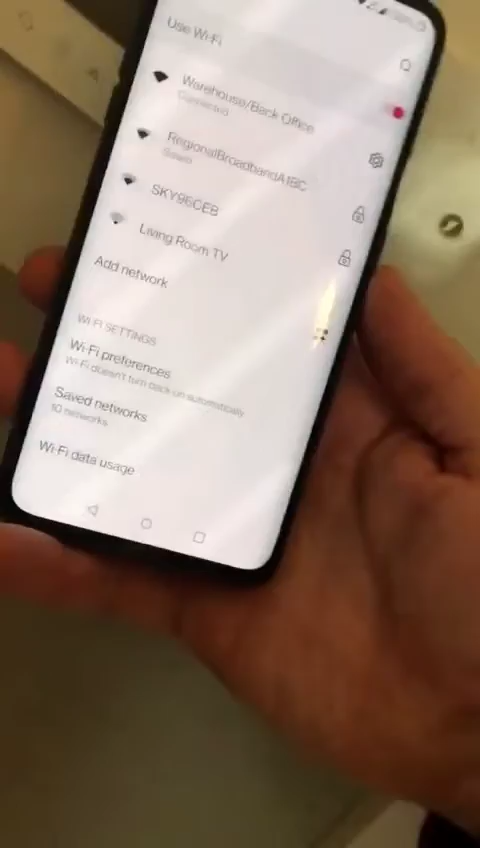 Use Wi-Fi
Warehouse/Back Office
Connected
RegionalBroadbandA1BC
Saved
SKY96CEB
Living Room TV
Add network
WI-FI SETTINGS
Wi-Fi preferences
Wi-Fi doesn't turn back on automatically
Saved networks
10 networks
Wi-Fi data usage